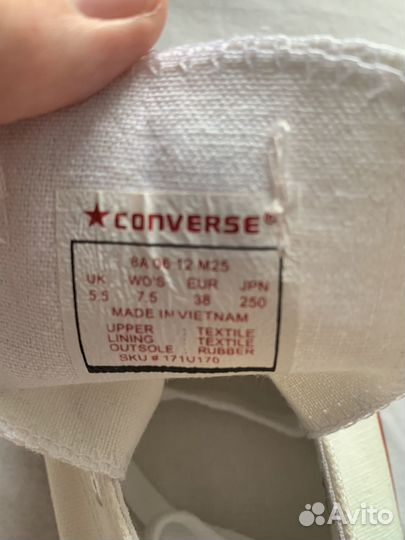 ★CONVERSE®
8A 06 12 M25
UK WO'S EUR JPN
5.5 7.5 38 250
MADE IN VIETNAM
UPPER : TEXTILE
LINING : TEXTILE
OUTSOLE : RUBBER
SKU # 171U170
Avito